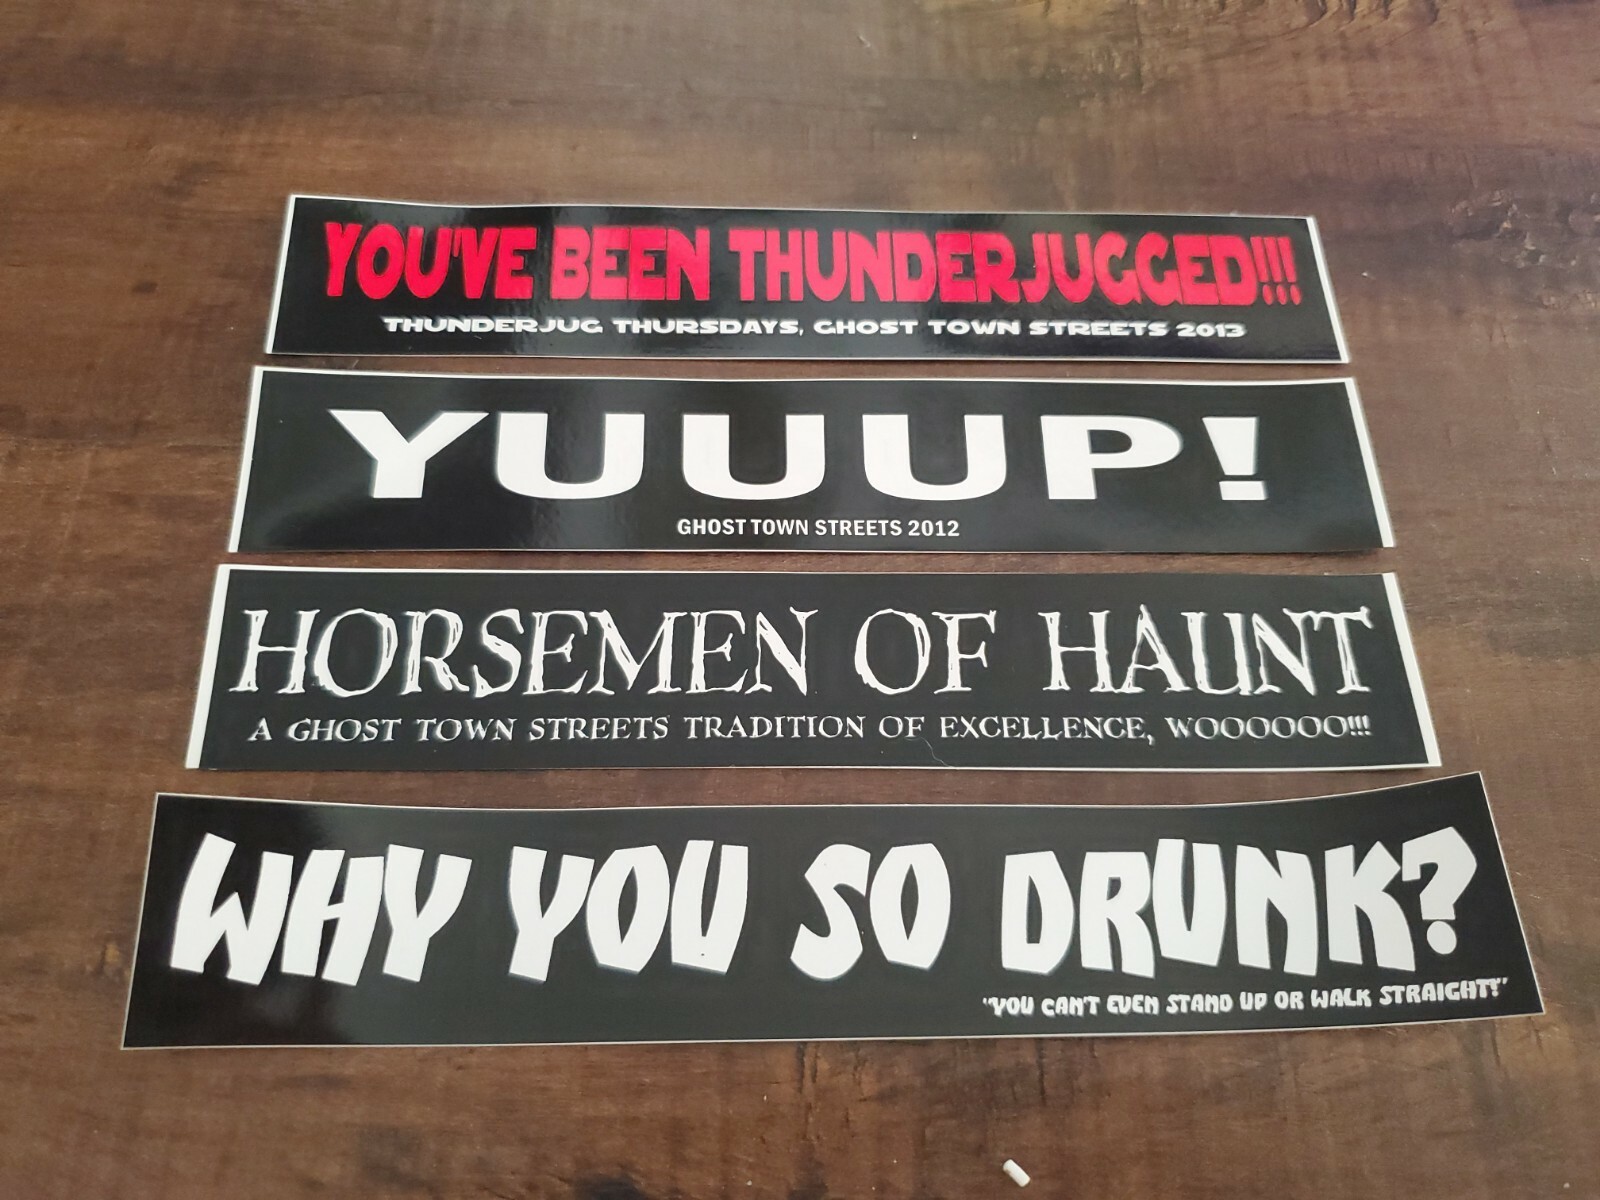 YOU'VE BEEN THUNDERJUGGED!!!
THUNDERJUG THURSDAYS, GHOST TOWN STREETS 2013
YUUUP!
GHOST TOWN STREETS 2012
HORSEMEN OF HAUNT
A GHOST TOWN STREETS TRADITION OF EXCELLENCE, WOOOOOO!!!
WHY YOU SO DRUNK?
"YOU CAN'T EVEN STAND UP OR WALK STRAIGHT!"